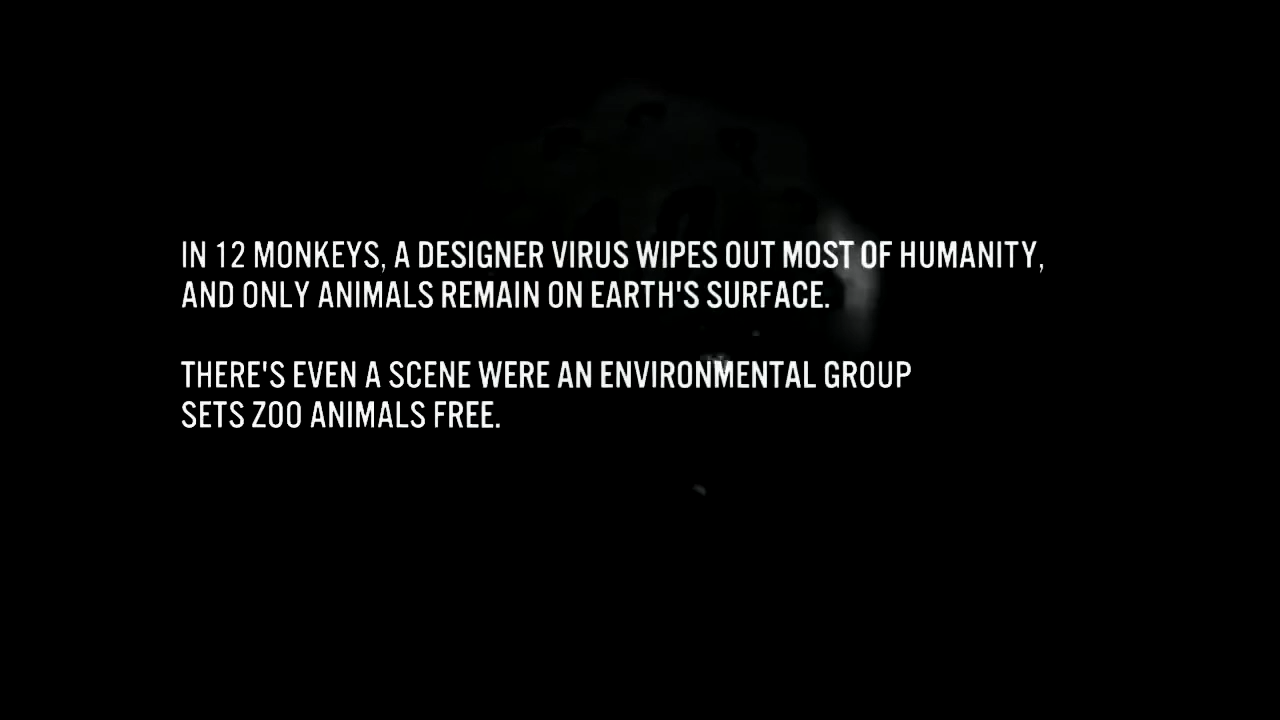 IN 12 MONKEYS, A DESIGNER VIRUS WIPES OUT MOST OF HUMANITY,
AND ONLY ANIMALS REMAIN ON EARTH'S SURFACE.
THERE'S EVEN A SCENE WERE AN ENVIRONMENTAL GROUP
SETS ZOO ANIMALS FREE.